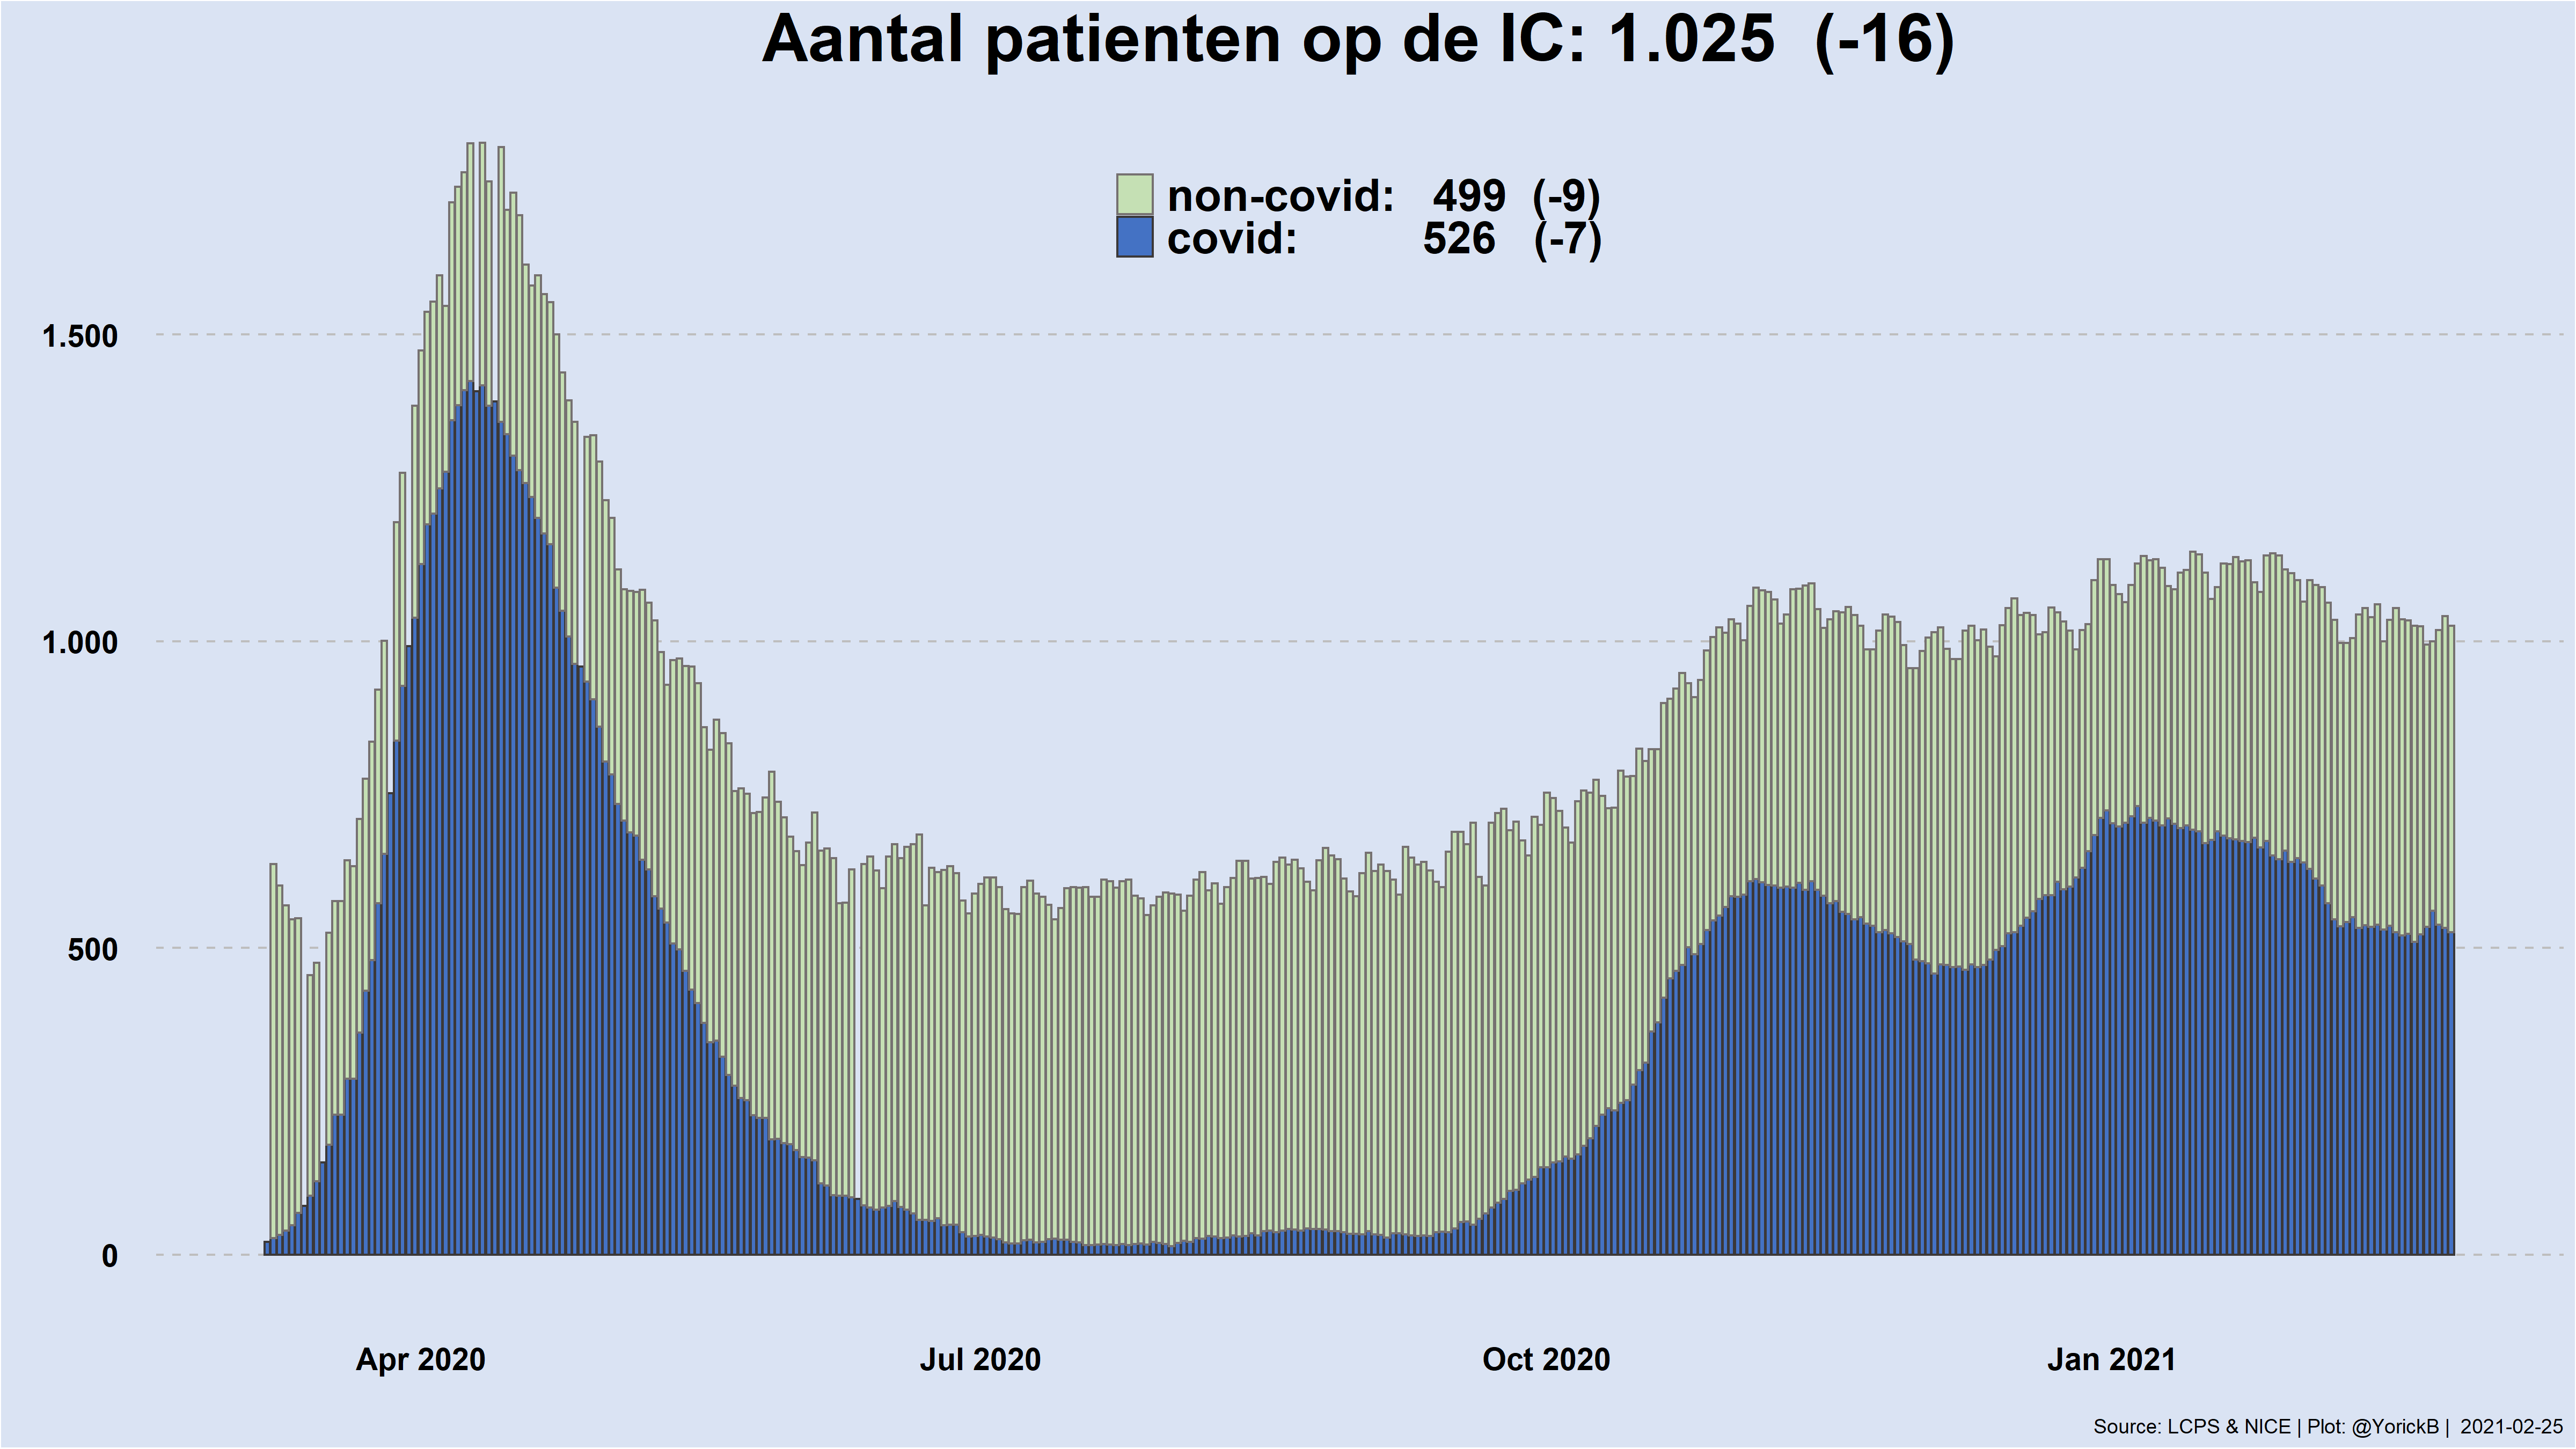 Aantal patienten op de IC: 1.025 (-16)
non-covid: 499 (-9)
covid: 526 (-7)
1.500
1.000
500
0
Apr 2020
Jul 2020
Oct 2020
Jan 2021
Source: LCPS & NICE | Plot: @YorickB | 2021-02-25